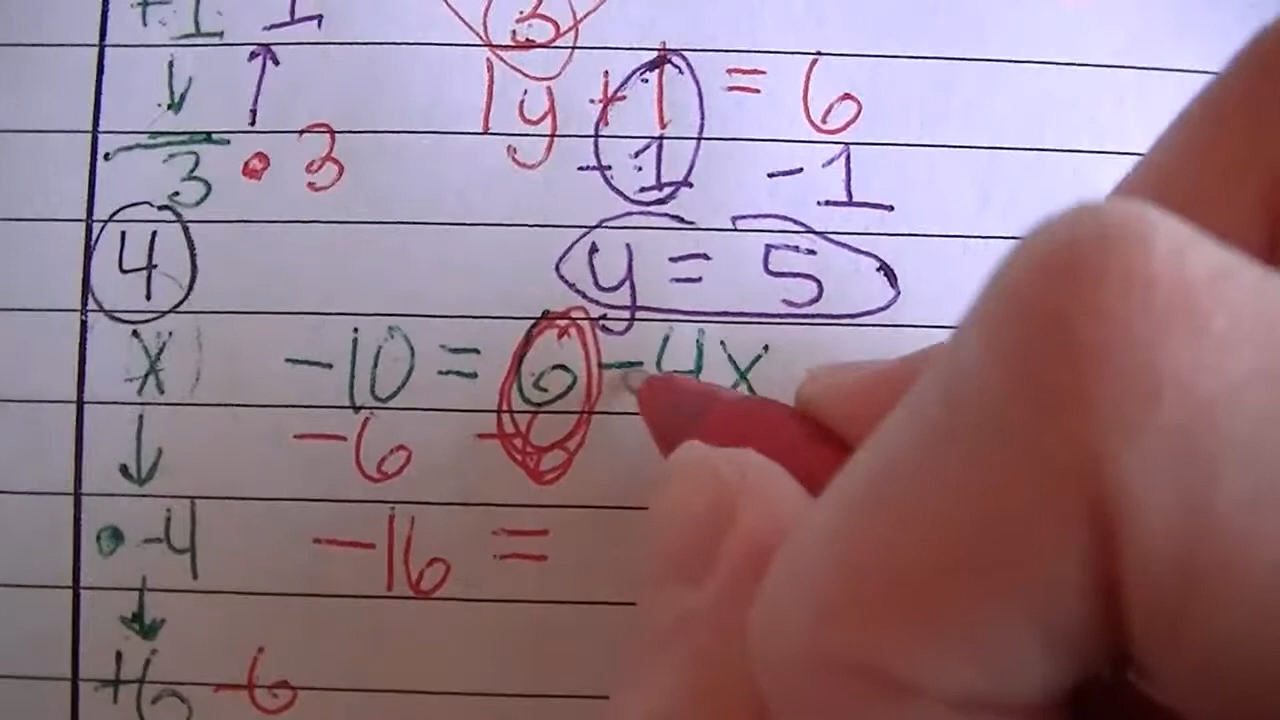 +1 1 3
1y + 1 = 6
3 • 3 - 1 - 1
4 y = 5
x -10 = 6 - 4x
-6 -
• -4 -16 =
+6 -6